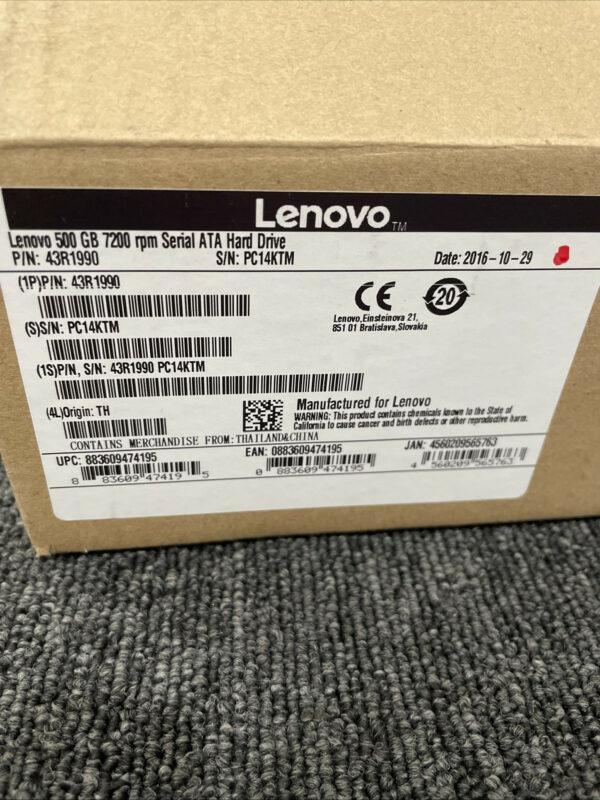 Lenovo™
Lenovo 500 GB 7200 rpm Serial ATA Hard Drive
P/N: 43R1990 S/N: PC14KTM Date: 2016-10-29
(1P)P/N: 43R1990
CE 20
Lenovo,Einsteinova 21,
851 01 Bratislava,Slovakia
(S)S/N: PC14KTM
(1S)P/N, S/N: 43R1990 PC14KTM
(4L)Origin: TH
Manufactured for Lenovo
WARNING: This product contains chemicals known to the State of
California to cause cancer and birth defects or other reproductive harm.
CONTAINS MERCHANDISE FROM:THAILAND&CHINA
UPC: 883609474195 EAN: 0883609474195 JAN: 4560209565763
8 83609 47419 5 0 883609 474195 4 560209 565763